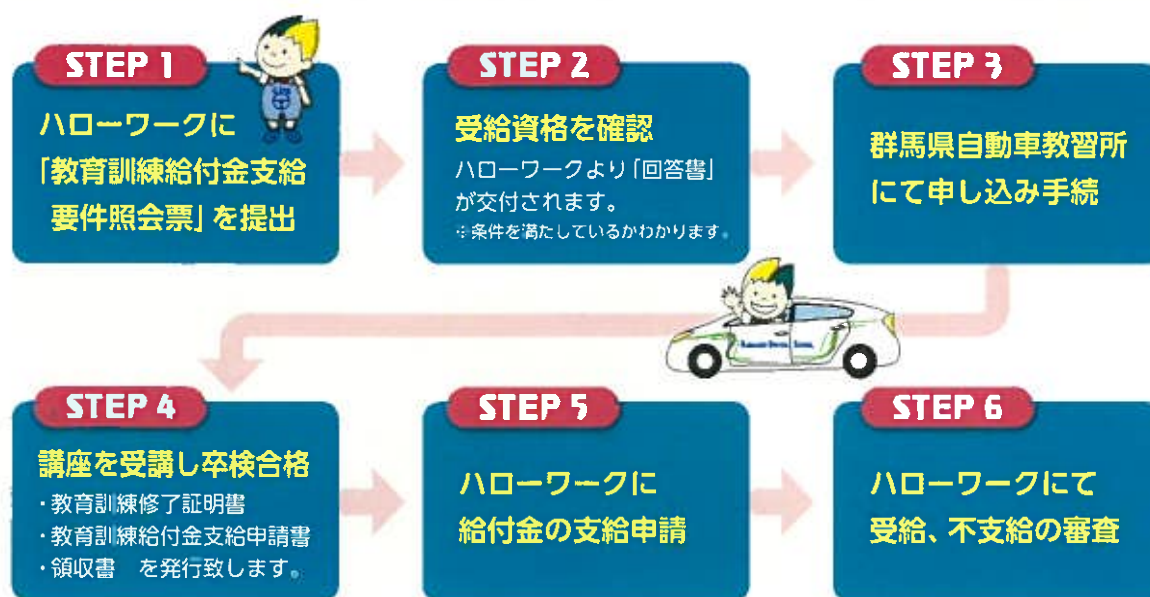 STEP 1
ハローワークに
「教育訓練給付金支給
要件照会票」を提出
STEP 2
受給資格を確認
ハローワークより「回答書」
が交付されます。
※条件を満たしているかわかります。
STEP 3
群馬県自動車教習所
にて申し込み手続
STEP 4
講座を受講し卒検合格
・教育訓練修了証明書
・教育訓練給付金支給申請書
・領収書　を発行致します。
STEP 5
ハローワークに
給付金の支給申請
STEP 6
ハローワークにて
受給、不支給の審査